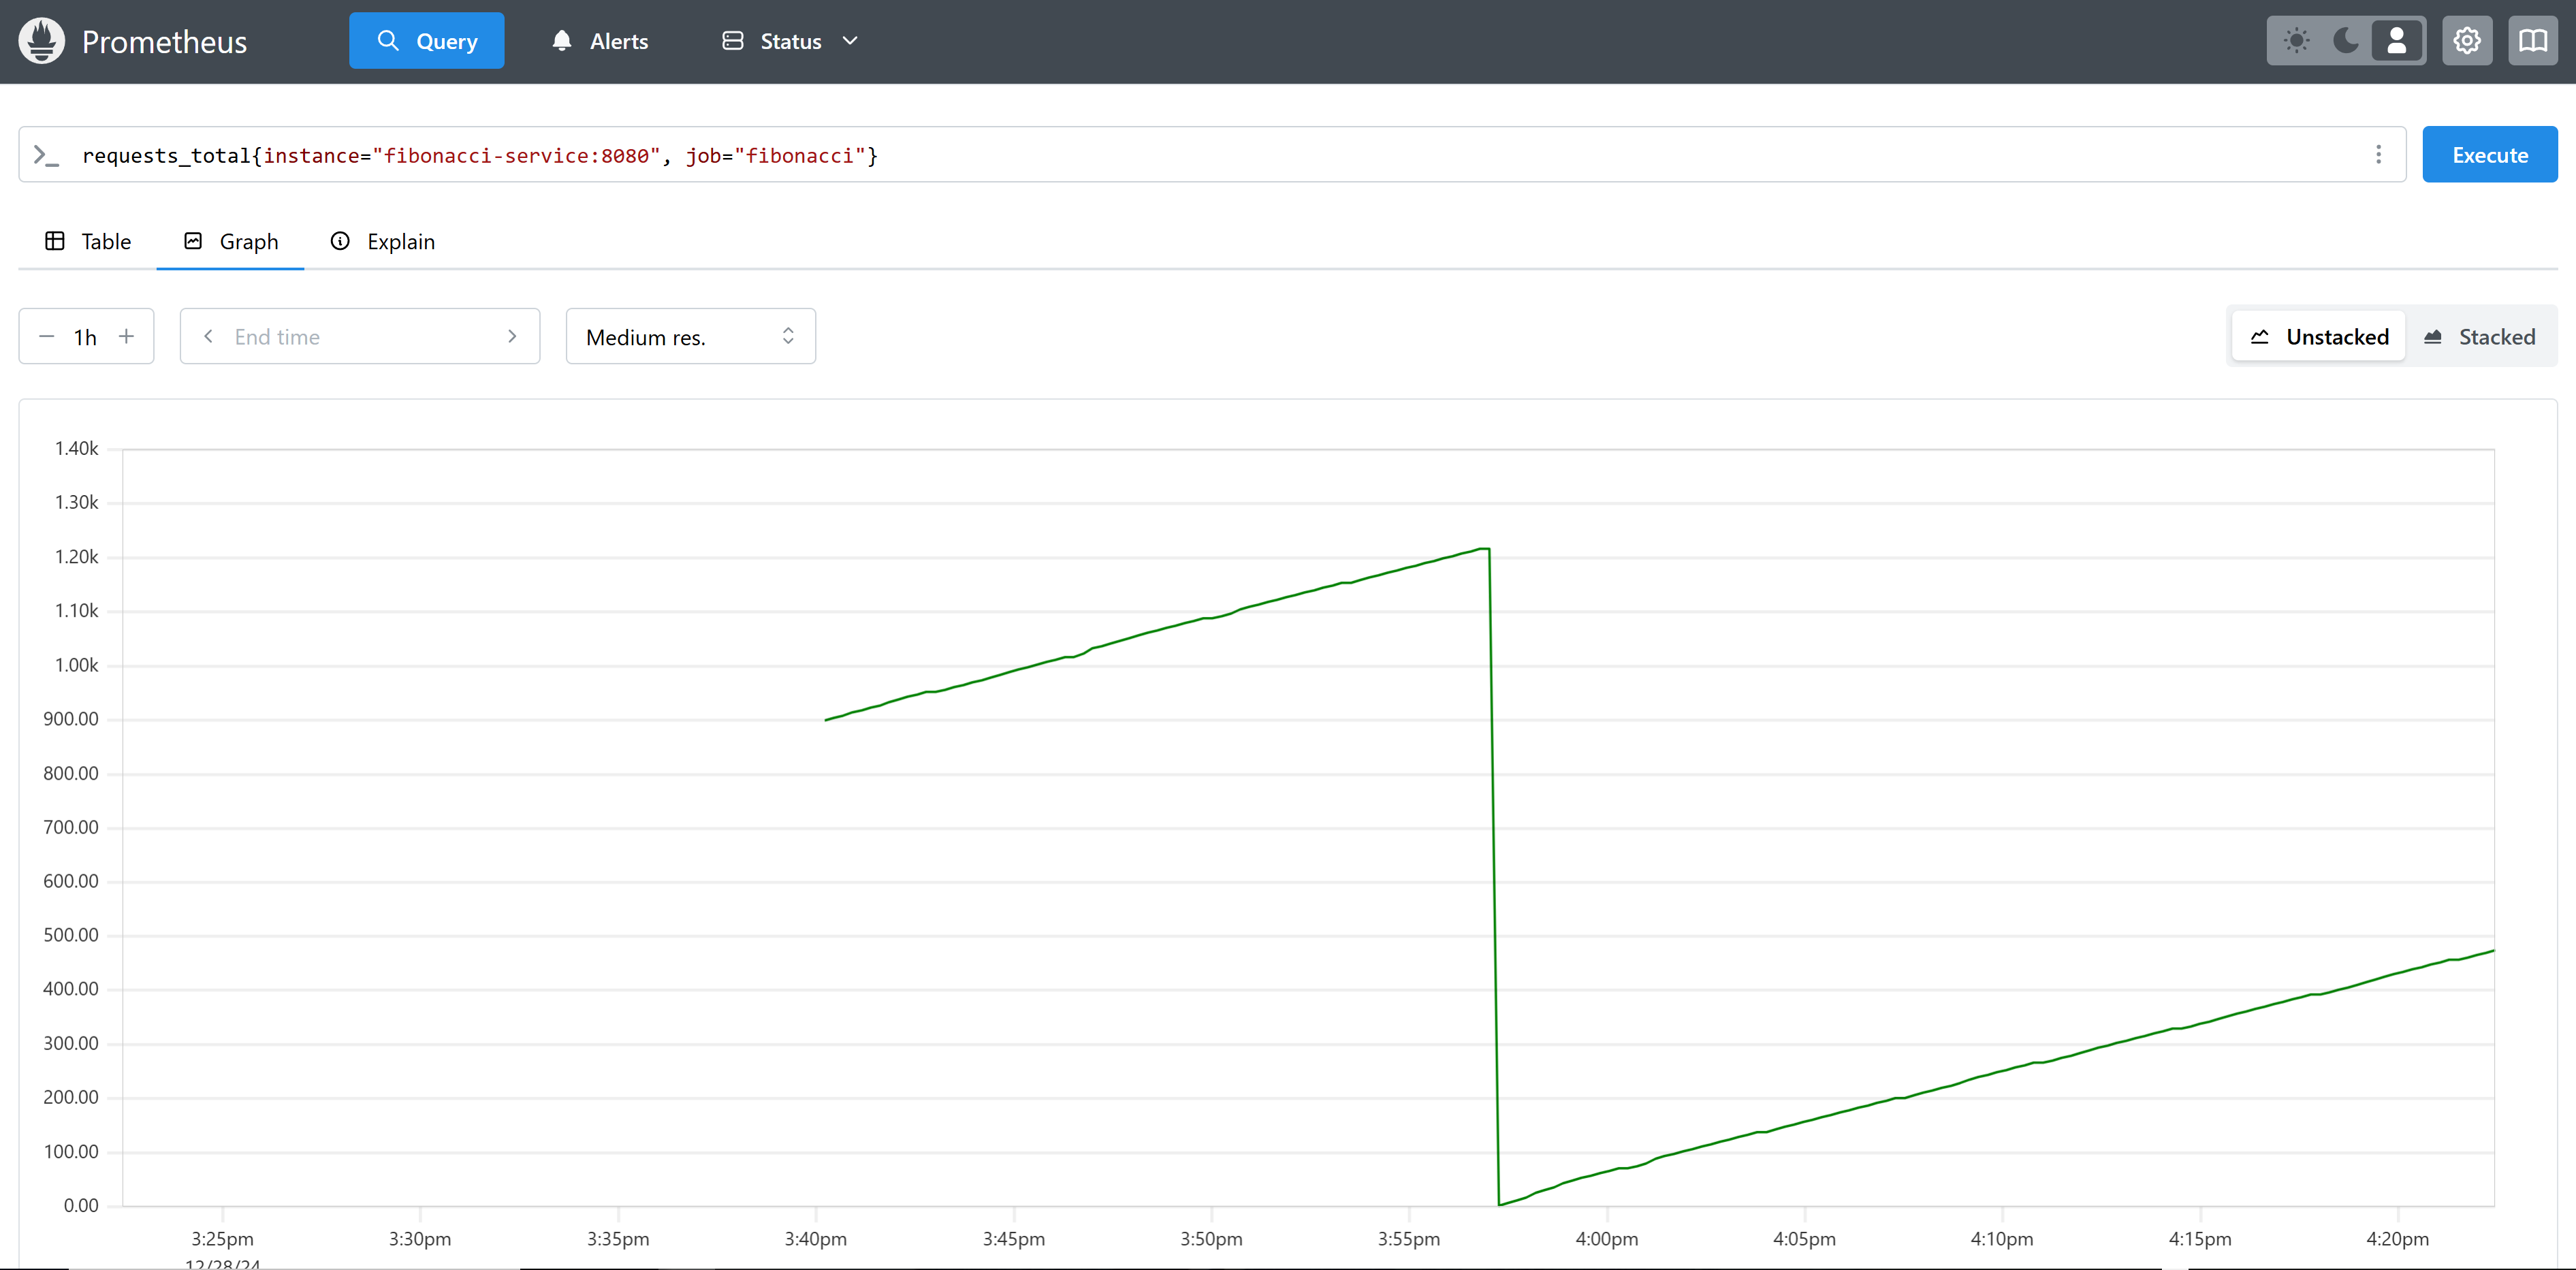 Prometheus Query Alerts Status
requests_total{instance="fibonacci-service:8080", job="fibonacci"}
Execute
Table Graph Explain
1h End time Medium res. Unstacked Stacked
1.40k
1.30k
1.20k
1.10k
1.00k
900.00
800.00
700.00
600.00
500.00
400.00
300.00
200.00
100.00
0.00
3:25pm 3:30pm 3:35pm 3:40pm 3:45pm 3:50pm 3:55pm 4:00pm 4:05pm 4:10pm 4:15pm 4:20pm
12/28/24